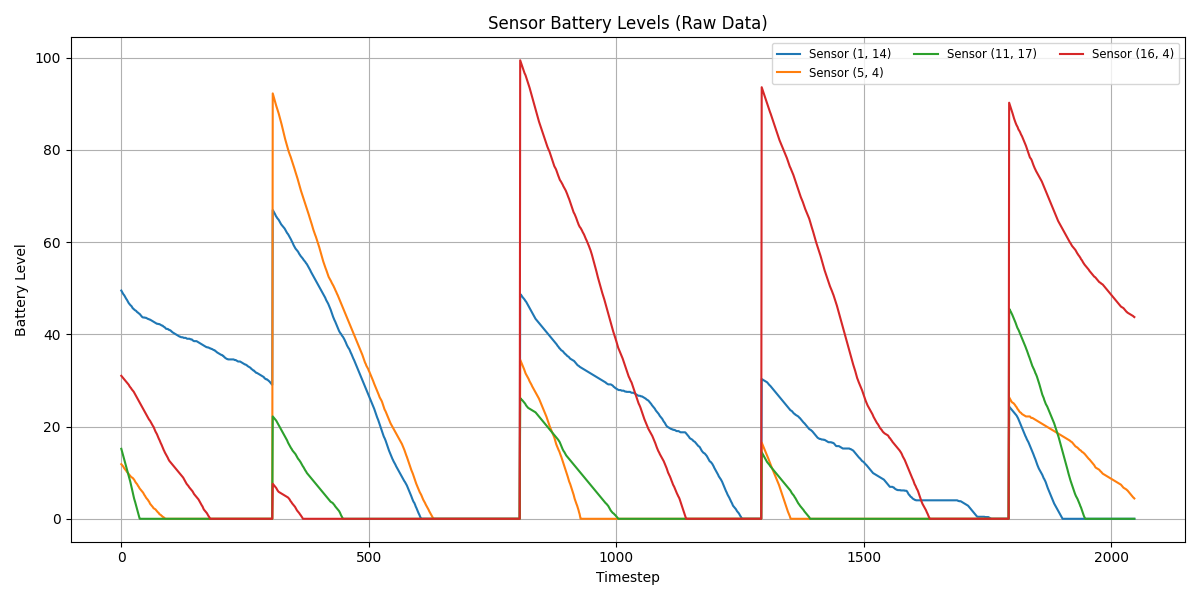 Sensor Battery Levels (Raw Data)
Sensor (1, 14)
Sensor (5, 4)
Sensor (11, 17)
Sensor (16, 4)
Battery Level
100
80
60
40
20
0
0 500 1000 1500 2000
Timestep